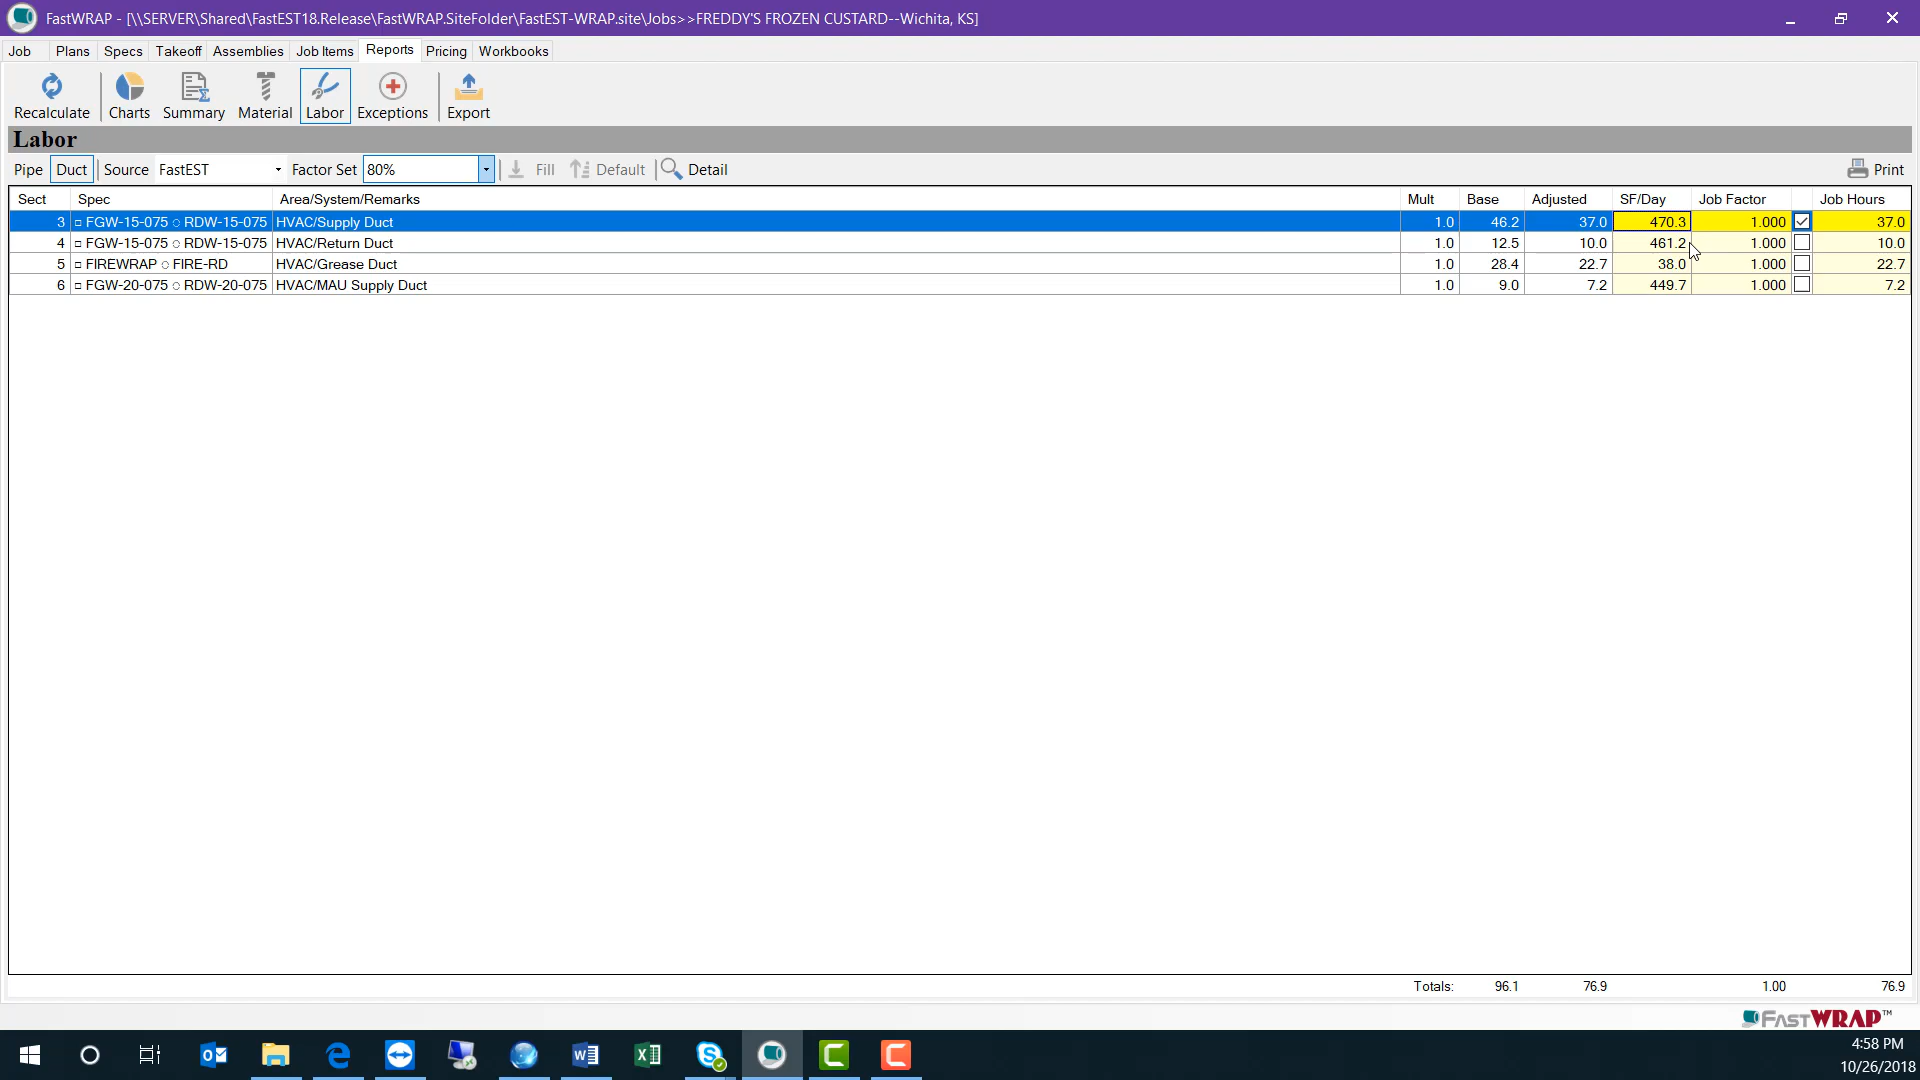 FastWRAP - [\\SERVER\Shared\FastEST18.Release\FastWRAP.SiteFolder\FastEST-WRAP.site\Jobs>>FREDDY'S FROZEN CUSTARD--Wichita, KS]
Job Plans Specs Takeoff Assemblies Job Items Reports Pricing Workbooks
Recalculate Charts Summary Material Labor Exceptions Export
Labor
Pipe Duct Source FastEST Factor Set 80% Fill Default Detail Print
Sect Spec Area/System/Remarks Mult Base Adjusted SF/Day Job Factor Job Hours
3 □ FGW-15-075 ○ RDW-15-075 HVAC/Supply Duct 1.0 46.2 37.0 470.3 1.000 37.0
4 □ FGW-15-075 ○ RDW-15-075 HVAC/Return Duct 1.0 12.5 10.0 461.2 1.000 10.0
5 □ FIREWRAP ○ FIRE-RD HVAC/Grease Duct 1.0 28.4 22.7 38.0 1.000 22.7
6 □ FGW-20-075 ○ RDW-20-075 HVAC/MAU Supply Duct 1.0 9.0 7.2 449.7 1.000 7.2
Totals: 96.1 76.9 1.00 76.9
FASTWRAP™
4:58 PM
10/26/2018